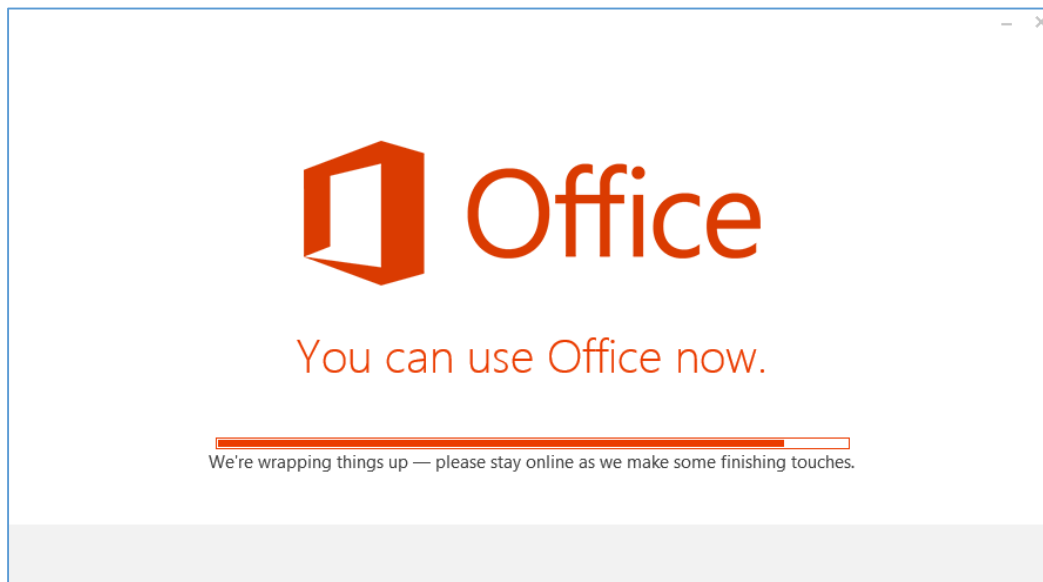 Office
You can use Office now.
We're wrapping things up — please stay online as we make some finishing touches.